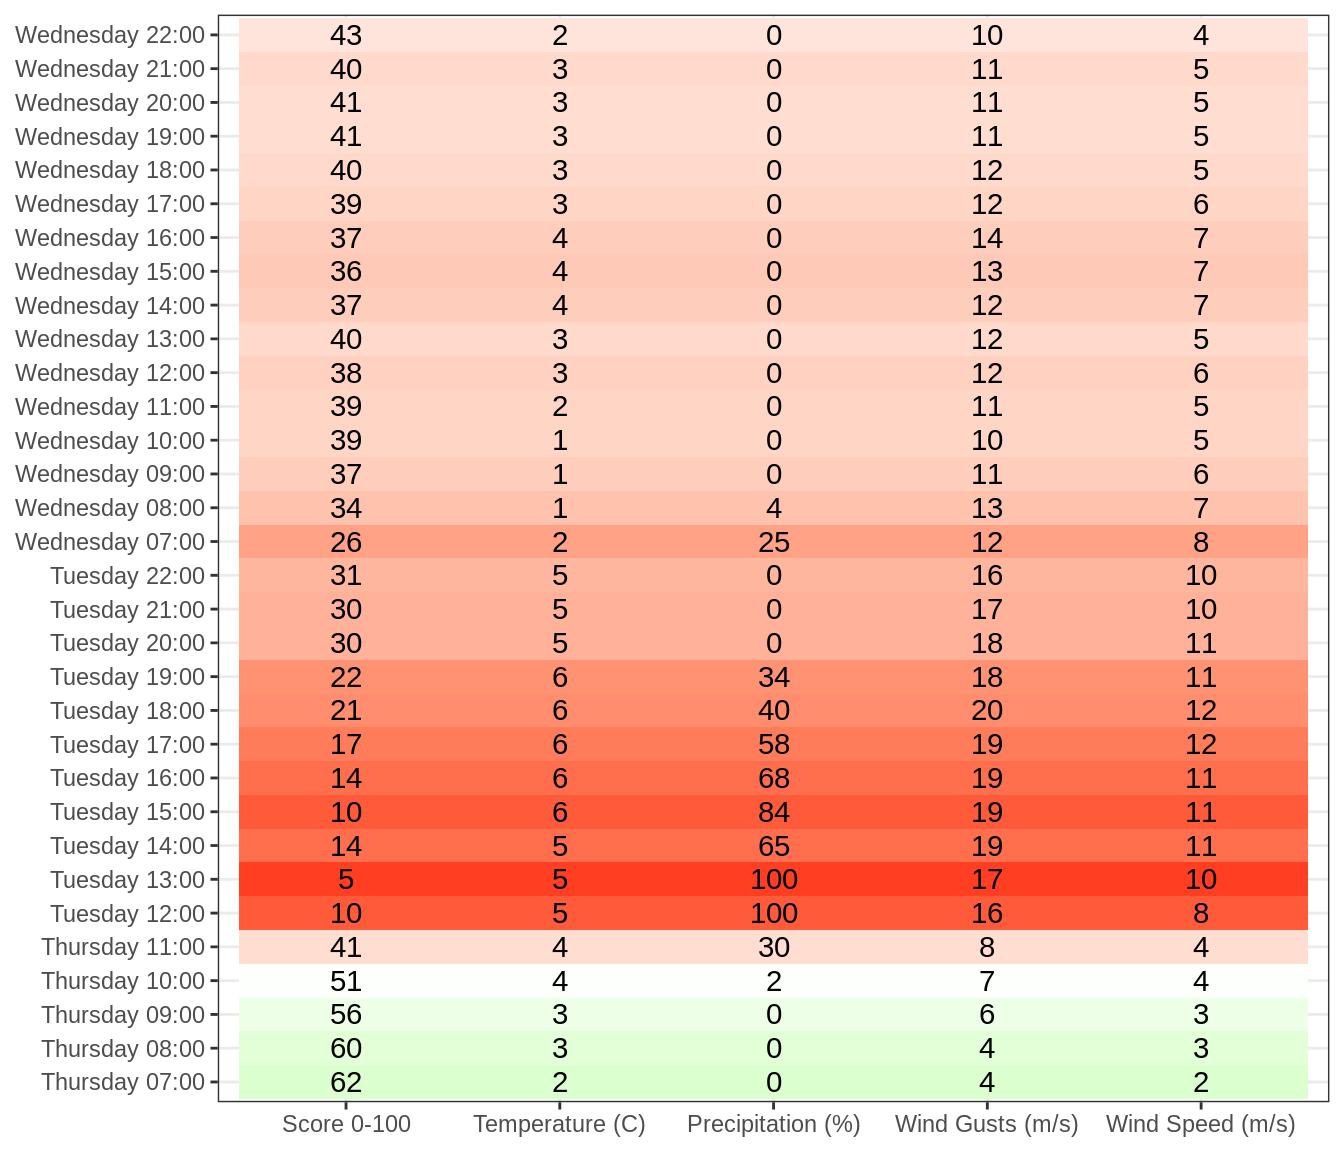 Wednesday 22:00 43 2 0 10 4
Wednesday 21:00 40 3 0 11 5
Wednesday 20:00 41 3 0 11 5
Wednesday 19:00 41 3 0 11 5
Wednesday 18:00 40 3 0 12 5
Wednesday 17:00 39 3 0 12 6
Wednesday 16:00 37 4 0 14 7
Wednesday 15:00 36 4 0 13 7
Wednesday 14:00 37 4 0 12 7
Wednesday 13:00 40 3 0 12 5
Wednesday 12:00 38 3 0 12 6
Wednesday 11:00 39 2 0 11 5
Wednesday 10:00 39 1 0 10 5
Wednesday 09:00 37 1 0 11 6
Wednesday 08:00 34 1 4 13 7
Wednesday 07:00 26 2 25 12 8
Tuesday 22:00 31 5 0 16 10
Tuesday 21:00 30 5 0 17 10
Tuesday 20:00 30 5 0 18 11
Tuesday 19:00 22 6 34 18 11
Tuesday 18:00 21 6 40 20 12
Tuesday 17:00 17 6 58 19 12
Tuesday 16:00 14 6 68 19 11
Tuesday 15:00 10 6 84 19 11
Tuesday 14:00 14 5 65 19 11
Tuesday 13:00 5 5 100 17 10
Tuesday 12:00 10 5 100 16 8
Thursday 11:00 41 4 30 8 4
Thursday 10:00 51 4 2 7 4
Thursday 09:00 56 3 0 6 3
Thursday 08:00 60 3 0 4 3
Thursday 07:00 62 2 0 4 2
Score 0-100 Temperature (C) Precipitation (%) Wind Gusts (m/s) Wind Speed (m/s)